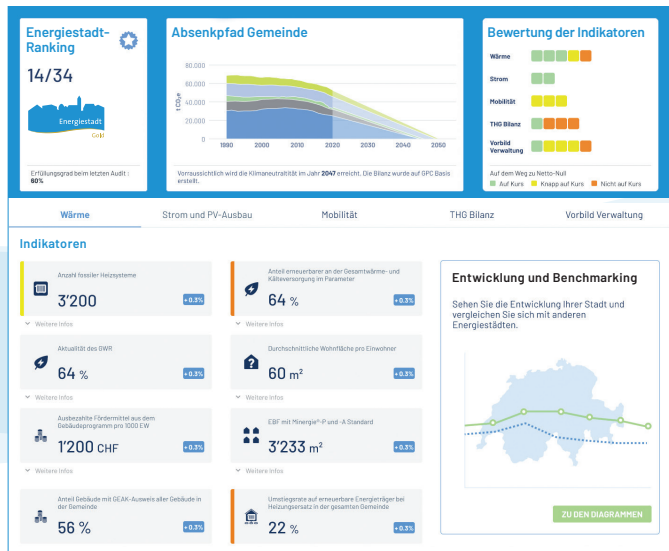 Energiestadt-
Ranking
14/34
Energiestadt
Gold
Erfüllungsgrad beim letzten Audit :
60%
Absenkpfad Gemeinde
t CO₂e
80.000
60.000
40.000
20.000
0
1990
2000
2010
2020
2030
2040
2050
Vorraussichtlich wird die Klimaneutralität im Jahr 2047 erreicht. Die Bilanz wurde auf GPC Basis
erstellt.
Bewertung der Indikatoren
Wärme
Strom
Mobilität
THG Bilanz
Vorbild
Verwaltung
Auf dem Weg zu Netto-Null
Auf Kurs
Knapp auf Kurs
Nicht auf Kurs
Wärme
Strom und PV-Ausbau
Mobilität
THG Bilanz
Vorbild Verwaltung
Indikatoren
Anzahl fossiler Heizsysteme
3'200
+0.3%
Weitere Infos
Anteil erneuerbarer an der Gesamtwärme- und
Kälteversorgung im Parameter
64 %
+0.3%
Weitere Infos
Aktualität des GWR
64 %
+0.3%
Weitere Infos
Durchschnittliche Wohnfläche pro Einwohner
60 m²
+0.3%
Weitere Infos
Ausbezahlte Fördermittel aus dem
Gebäudeprogramm pro 1000 EW
1'200 CHF
+0.3%
Weitere Infos
EBF mit Minergie®-P und -A Standard
3'233 m²
+0.3%
Weitere Infos
Anteil Gebäude mit GEAK-Ausweis aller Gebäude in
der Gemeinde
56 %
+0.3%
Umstiegsrate auf erneuerbare Energieträger bei
Heizungsersatz in der gesamten Gemeinde
22 %
+0.3%
Entwicklung und Benchmarking
Sehen Sie die Entwicklung Ihrer Stadt und
vergleichen Sie sich mit anderen
Energiestädten.
ZU DEN DIAGRAMMEN